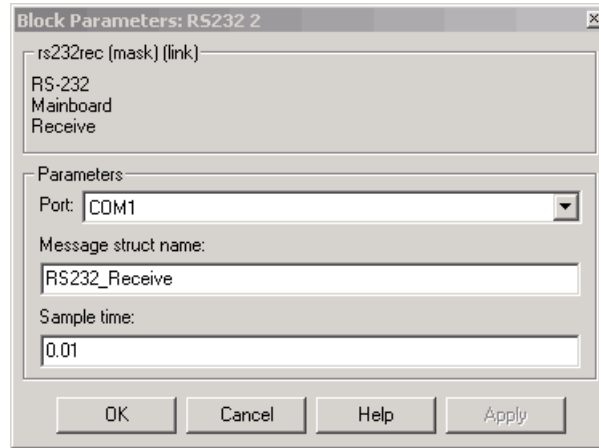 Block Parameters: RS232 2
rs232rec (mask) (link)
RS-232
Mainboard
Receive
Parameters
Port: COM1
Message struct name:
RS232_Receive
Sample time:
0.01
OK Cancel Help Apply